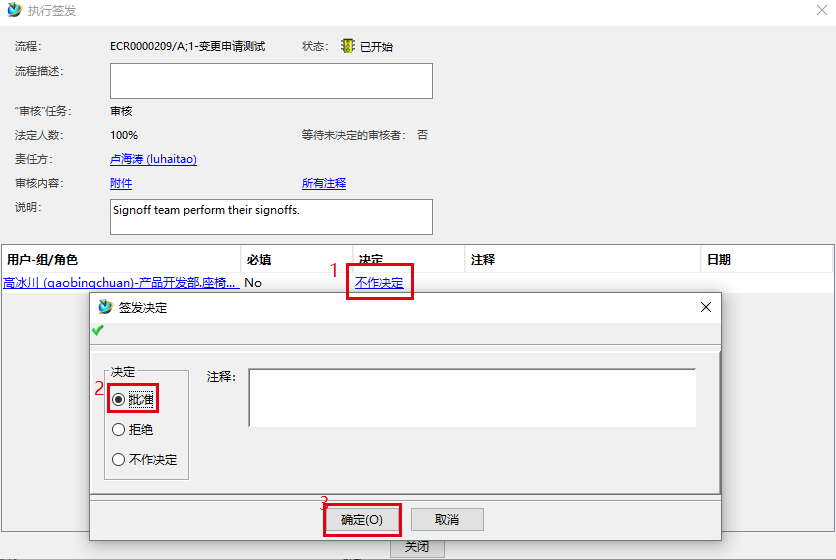 执行签发
流程： ECR0000209/A;1-变更申请测试 状态： 已开始
流程描述：
“审核”任务： 审核
法定人数： 100% 等待未决定的审核者： 否
责任方： 卢海涛 (luhaitao)
审核内容： 附件 所有注释
说明： Signoff team perform their signoffs.
用户-组/角色 必填 决定 注释 日期
1
高冰川 (gaobingchuan)-产品开发部.座椅... No 不作决定
签发决定
决定 注释：
2 批准
拒绝
不作决定
3
确定(O) 取消
关闭